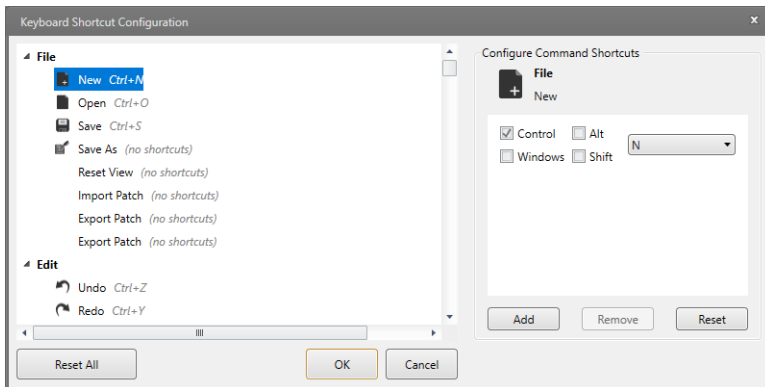 Keyboard Shortcut Configuration
x
File
New Ctrl+N
Open Ctrl+O
Save Ctrl+S
Save As (no shortcuts)
Reset View (no shortcuts)
Import Patch (no shortcuts)
Export Patch (no shortcuts)
Export Patch (no shortcuts)
Edit
Undo Ctrl+Z
Redo Ctrl+Y
Reset All
OK
Cancel
Configure Command Shortcuts
File
New
Control Alt
Windows Shift
N
Add Remove Reset